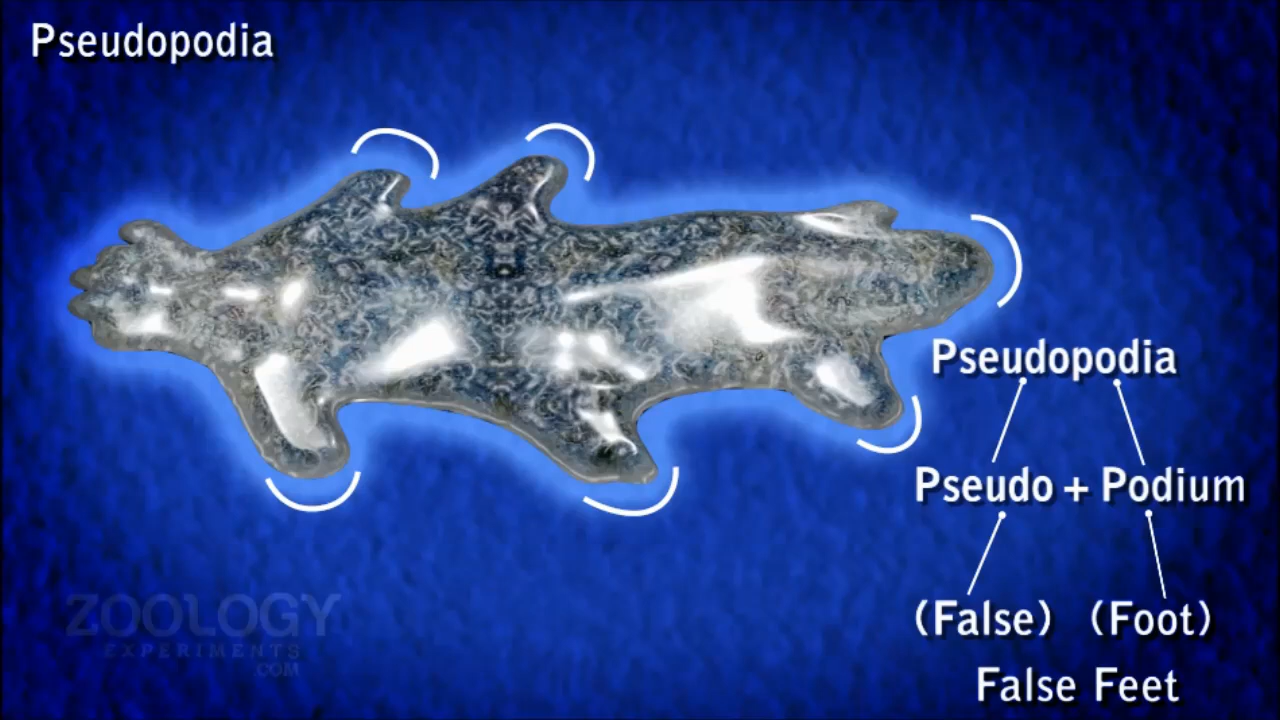 Pseudopodia
Pseudopodia
Pseudo + Podium
(False) (Foot)
False Feet
ZOOLOGY
EXPERIMENTS
.COM